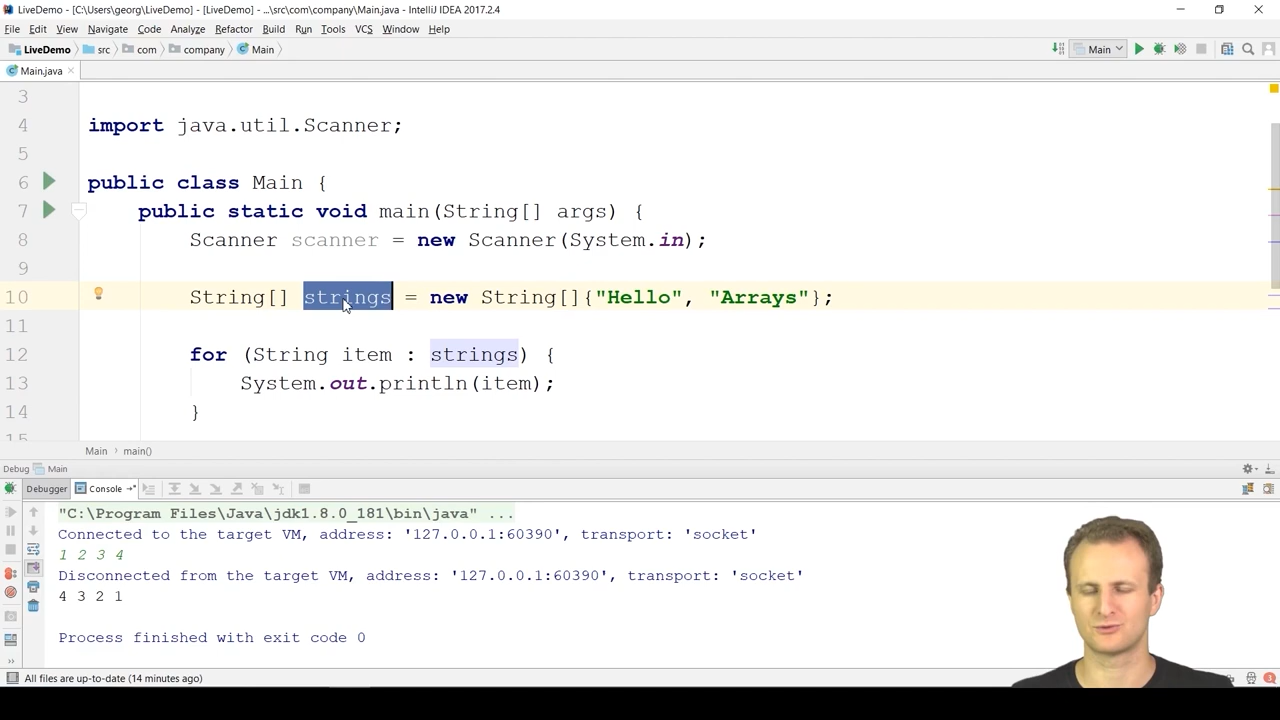 LiveDemo - [C:\Users\georg\LiveDemo] - [LiveDemo] - ...\src\com\company\Main.java - IntelliJ IDEA 2017.2.4
File Edit View Navigate Code Analyze Refactor Build Run Tools VCS Window Help
LiveDemo src com company Main Main
Main.java
3
4 import java.util.Scanner;
5
6 public class Main {
7 public static void main(String[] args) {
8 Scanner scanner = new Scanner(System.in);
9
10 String[] strings = new String[]{"Hello", "Arrays"};
11
12 for (String item : strings) {
13 System.out.println(item);
14 }
15
Main main()
Debug Main
Debugger Console
"C:\Program Files\Java\jdk1.8.0_181\bin\java" ...
Connected to the target VM, address: '127.0.0.1:60390', transport: 'socket'
1 2 3 4
Disconnected from the target VM, address: '127.0.0.1:60390', transport: 'socket'
4 3 2 1
Process finished with exit code 0
All files are up-to-date (14 minutes ago)